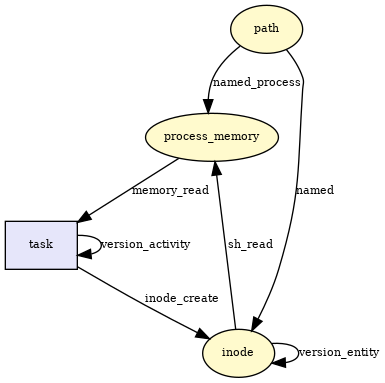 path
named_process
process_memory
memory_read
named
task
version_activity
sh_read
inode_create
inode
version_entity